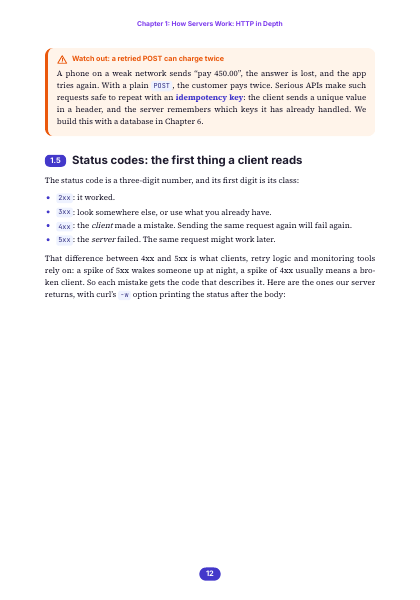 Chapter 1: How Servers Work: HTTP in Depth
Watch out: a retried POST can charge twice
A phone on a weak network sends “pay 450.00”, the answer is lost, and the app
tries again. With a plain POST, the customer pays twice. Serious APIs make such
requests safe to repeat with an idempotency key: the client sends a unique value
in a header, and the server remembers which keys it has already handled. We
build this with a database in Chapter 6.
1.5 Status codes: the first thing a client reads
The status code is a three-digit number, and its first digit is its class:
• 2xx: it worked.
• 3xx: look somewhere else, or use what you already have.
• 4xx: the client made a mistake. Sending the same request again will fail again.
• 5xx: the server failed. The same request might work later.
That difference between 4xx and 5xx is what clients, retry logic and monitoring tools
rely on: a spike of 5xx wakes someone up at night, a spike of 4xx usually means a bro-
ken client. So each mistake gets the code that describes it. Here are the ones our server
returns, with curl’s -w option printing the status after the body:
12